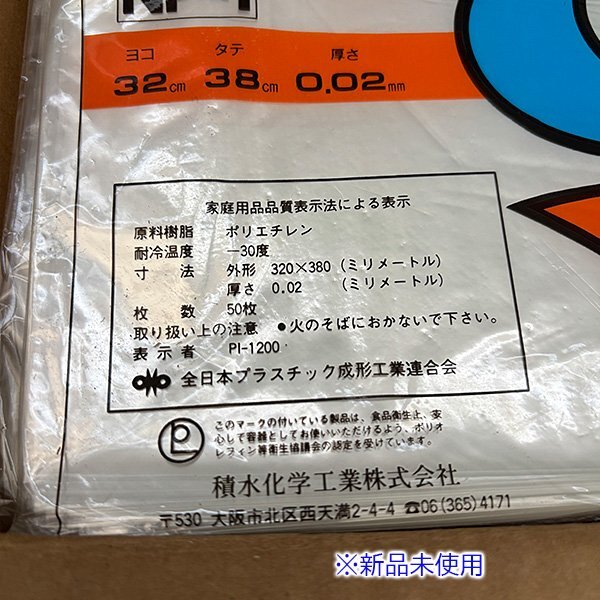 ヨコ タテ 厚さ
32cm 38cm 0.02mm
家庭用品品質表示法による表示
原料樹脂 ポリエチレン
耐冷温度 －30度
寸法 外形 320×380 (ミリメートル)
厚さ 0.02 (ミリメートル)
枚数 50枚
取り扱い上の注意 ●火のそばにおかないで下さい。
表示者 PI-1200
全日本プラスチック成形工業連合会
このマークの付いている製品は、食品衛生上、安
心して容器としてお使いいただけるよう、ポリオ
レフィン等衛生協議会の認定を受けています。
積水化学工業株式会社
〒530 大阪市北区西天満2-4-4 ☎06(365)4171
※新品未使用